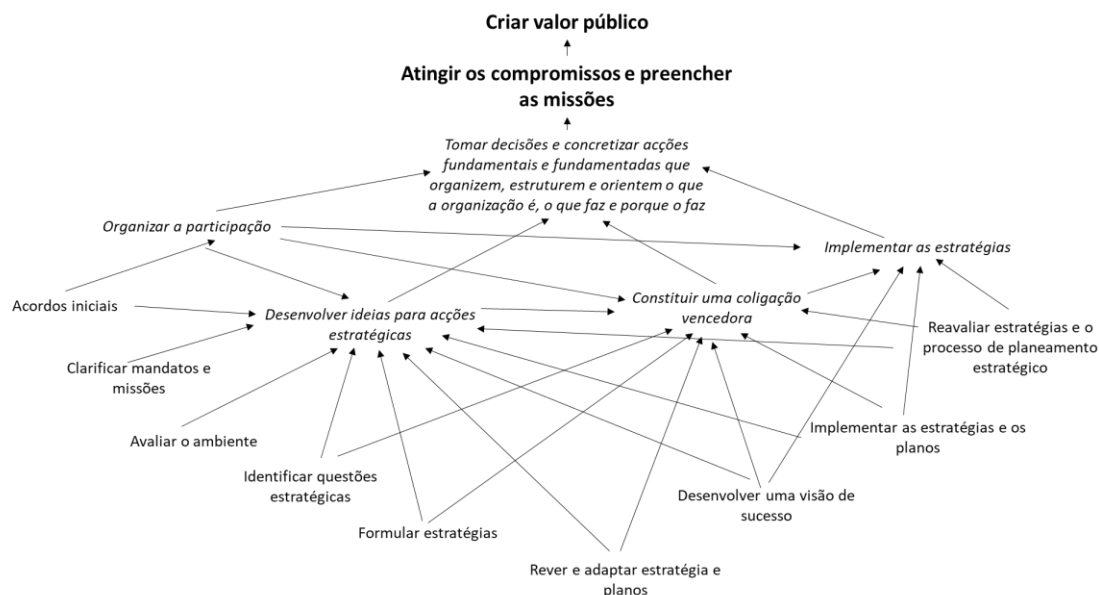 Criar valor público
Atingir os compromissos e preencher
as missões
Tomar decisões e concretizar acções
fundamentais e fundamentadas que
organizem, estruturem e orientem o que
a organização é, o que faz e porque o faz
Organizar a participação
Implementar as estratégias
Acordos iniciais
Desenvolver ideias para acções
estratégicas
Constituir uma coligação
vencedora
Reavaliar estratégias e o
processo de planeamento
estratégico
Clarificar mandatos e
missões
Avaliar o ambiente
Implementar as estratégias e os
planos
Identificar questões
estratégicas
Desenvolver uma visão de
sucesso
Formular estratégias
Rever e adaptar estratégia e
planos